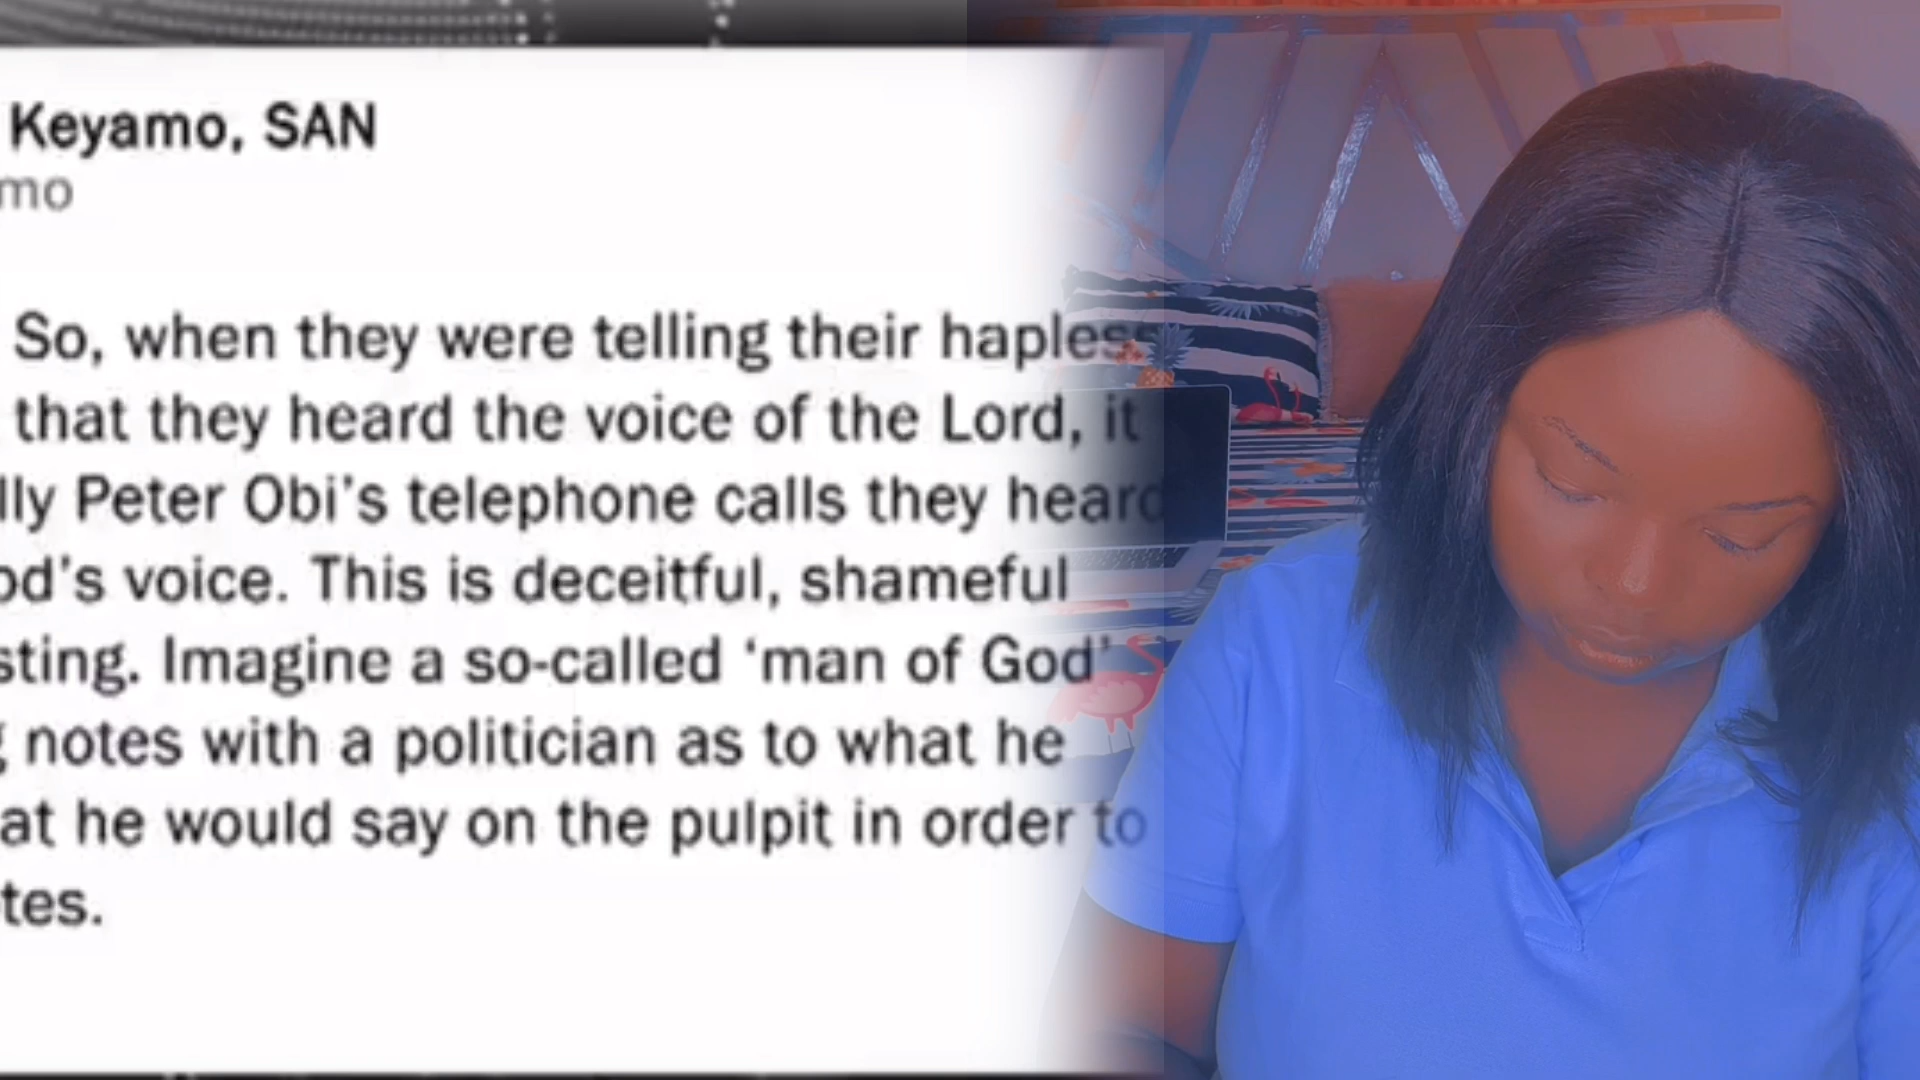 Keyamo, SAN
mo
So, when they were telling their hapless
that they heard the voice of the Lord, it
lly Peter Obi’s telephone calls they heard
od’s voice. This is deceitful, shameful
sting. Imagine a so-called ‘man of God’
notes with a politician as to what he
at he would say on the pulpit in order to
tes.